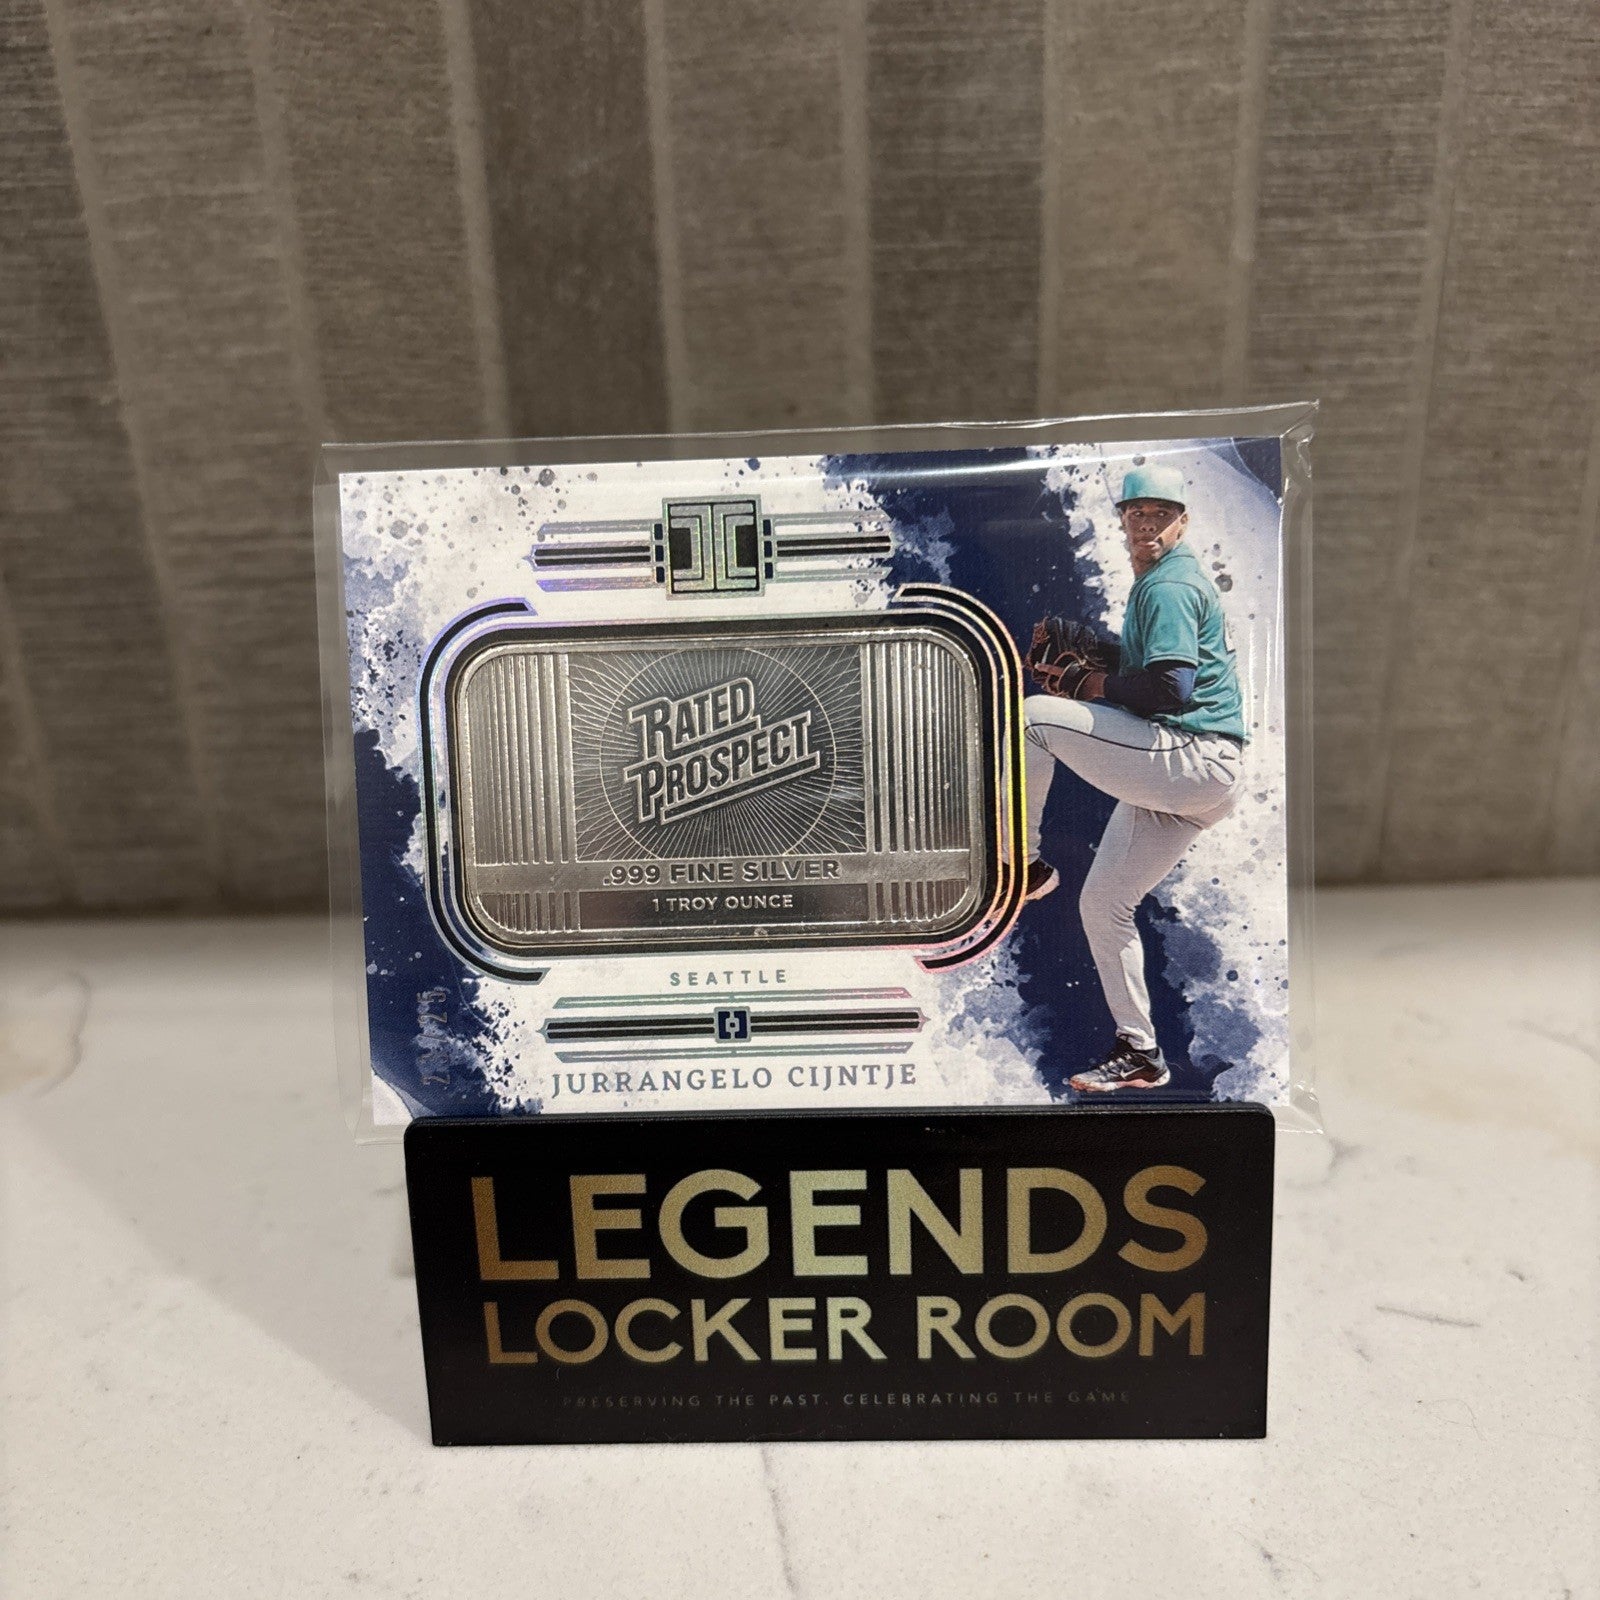 RATED
PROSPECT
.999 FINE SILVER
1 TROY OUNCE
SEATTLE
JURRANGELO CIJNTJE
LEGENDS
LOCKER ROOM
PRESERVING THE PAST. CELEBRATING THE GAME